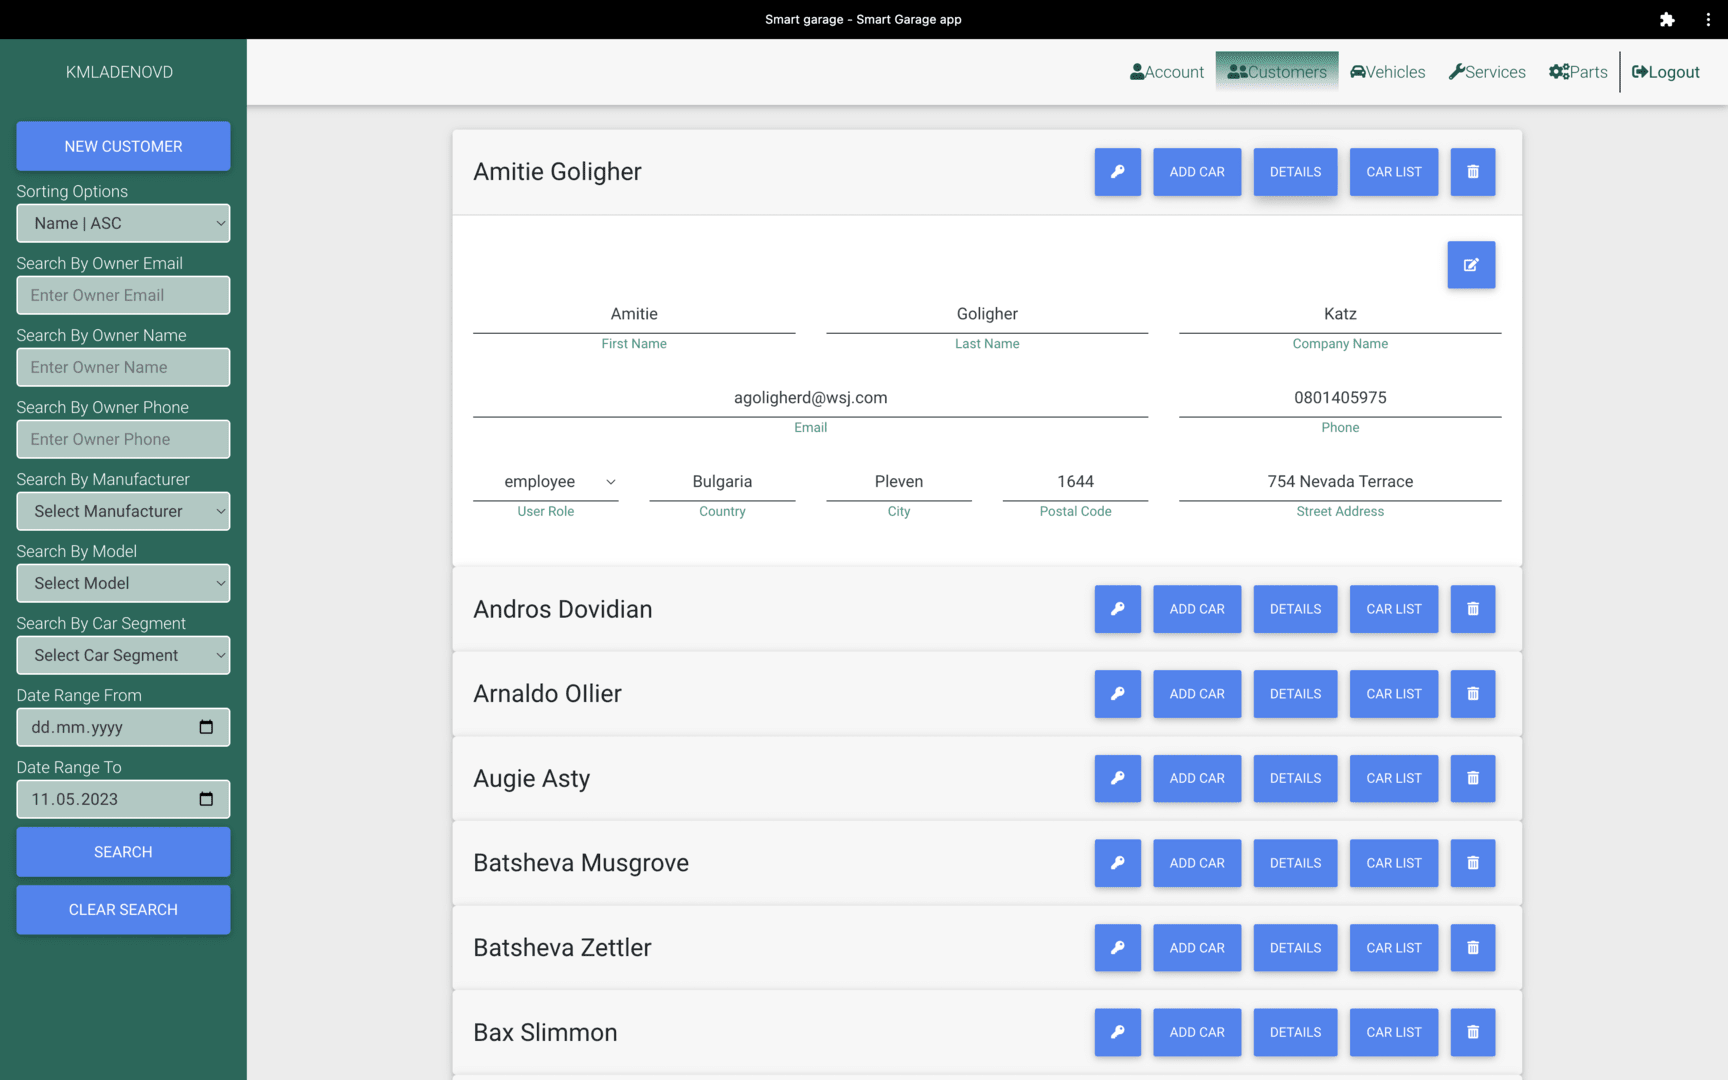 Smart garage - Smart Garage app
KMLADENOVD
Account
Customers
Vehicles
Services
Parts
Logout
NEW CUSTOMER
Sorting Options
Name | ASC
Search By Owner Email
Enter Owner Email
Search By Owner Name
Enter Owner Name
Search By Owner Phone
Enter Owner Phone
Search By Manufacturer
Select Manufacturer
Search By Model
Select Model
Search By Car Segment
Select Car Segment
Date Range From
dd.mm.yyyy
Date Range To
11.05.2023
SEARCH
CLEAR SEARCH
Amitie Goligher
ADD CAR
DETAILS
CAR LIST
Amitie
First Name
Goligher
Last Name
Katz
Company Name
agoligherd@wsj.com
Email
0801405975
Phone
employee
User Role
Bulgaria
Country
Pleven
City
1644
Postal Code
754 Nevada Terrace
Street Address
Andros Dovidian
ADD CAR
DETAILS
CAR LIST
Arnaldo Ollier
ADD CAR
DETAILS
CAR LIST
Augie Asty
ADD CAR
DETAILS
CAR LIST
Batsheva Musgrove
ADD CAR
DETAILS
CAR LIST
Batsheva Zettler
ADD CAR
DETAILS
CAR LIST
Bax Slimmon
ADD CAR
DETAILS
CAR LIST